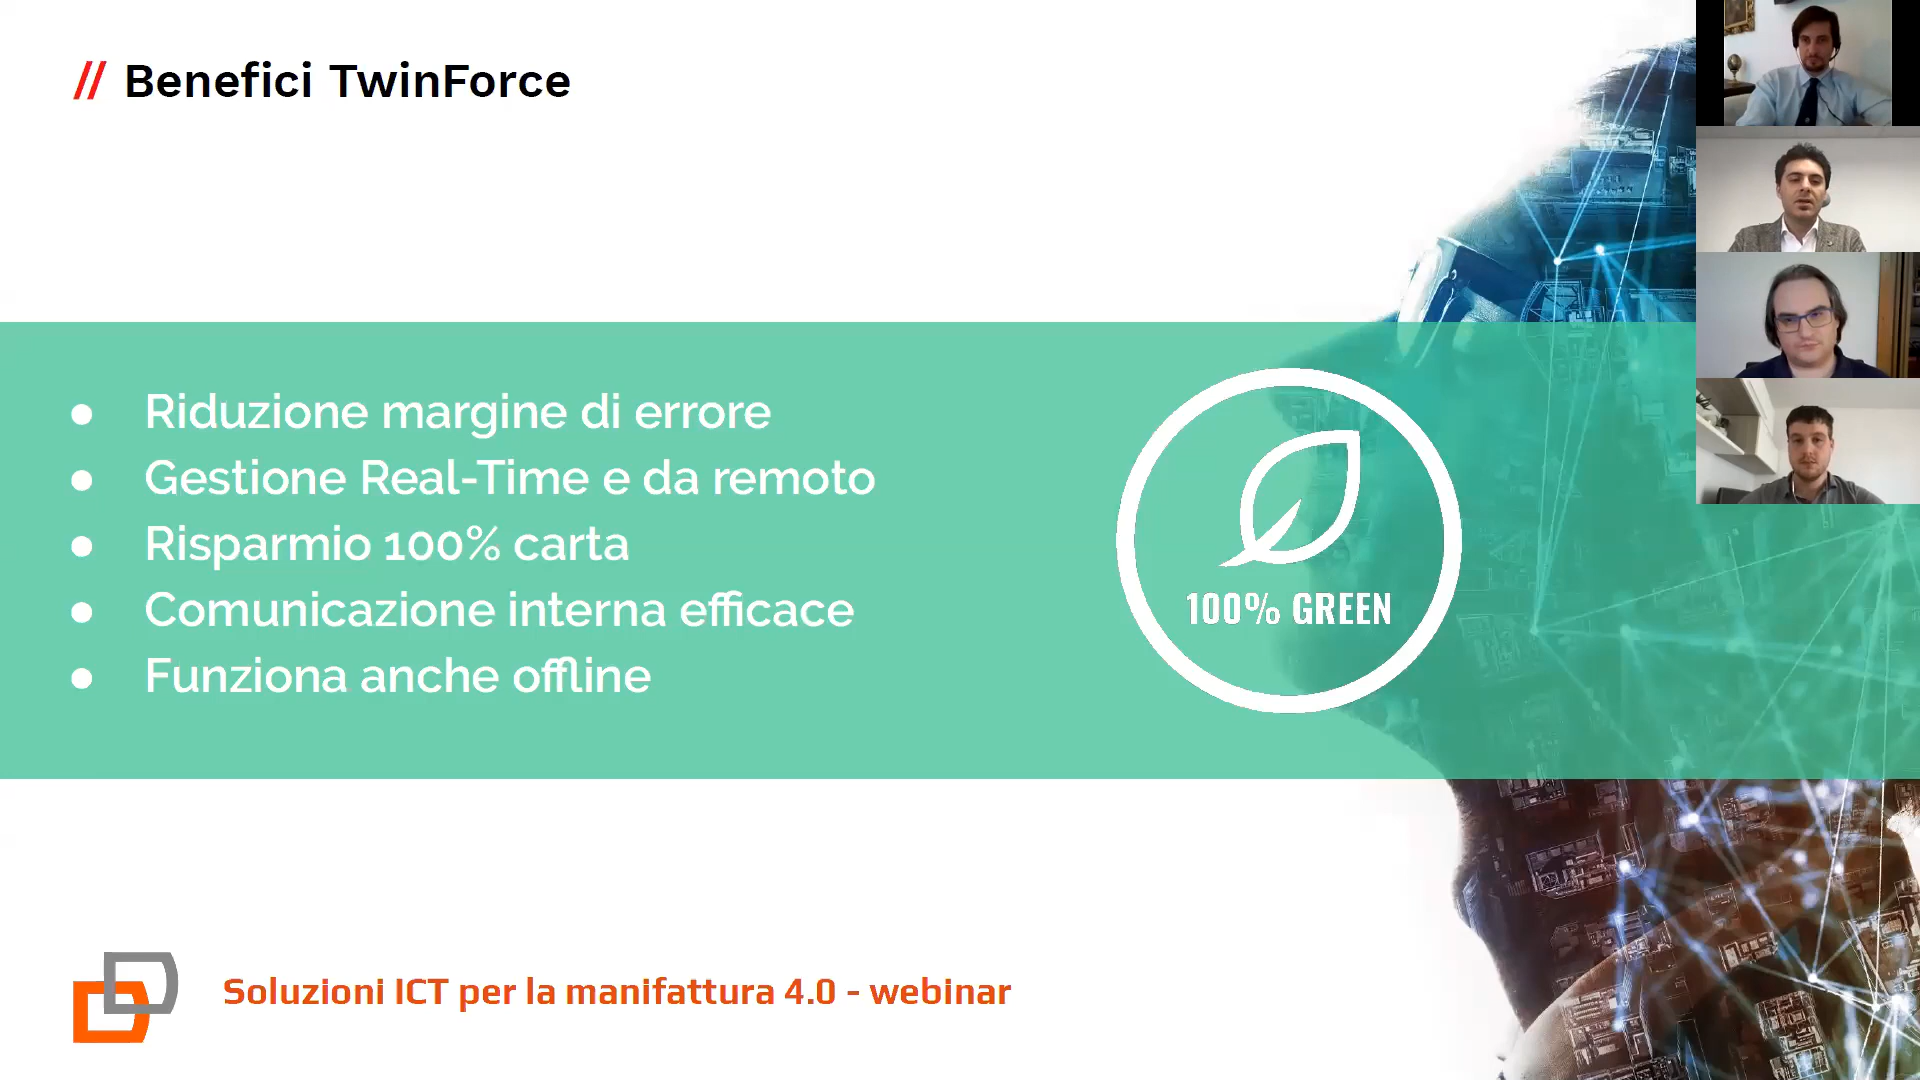 // Benefici TwinForce
● Riduzione margine di errore
● Gestione Real-Time e da remoto
● Risparmio 100% carta
● Comunicazione interna efficace
● Funziona anche offline
100% GREEN
Soluzioni ICT per la manifattura 4.0 - webinar